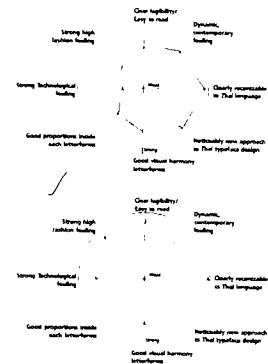 Clear legibility/
Easy to read
Strong high
fashion feeling
Dynamic,
contemporary
feeling
Strong Technological
feeling
Weak
Clearly recognizable
as Thai language
Good proportions inside
each letterforms
Strong
Good visual harmony
letterforms
Noticeably new approach
to Thai typeface design
Clear legibility/
Easy to read
Strong high
fashion feeling
Dynamic,
contemporary
feeling
Strong Technological
feeling
Weak
Clearly recognizable
as Thai language
Good proportions inside
each letterforms
Strong
Good visual harmony
letterforms
Noticeably new approach
to Thai typeface design